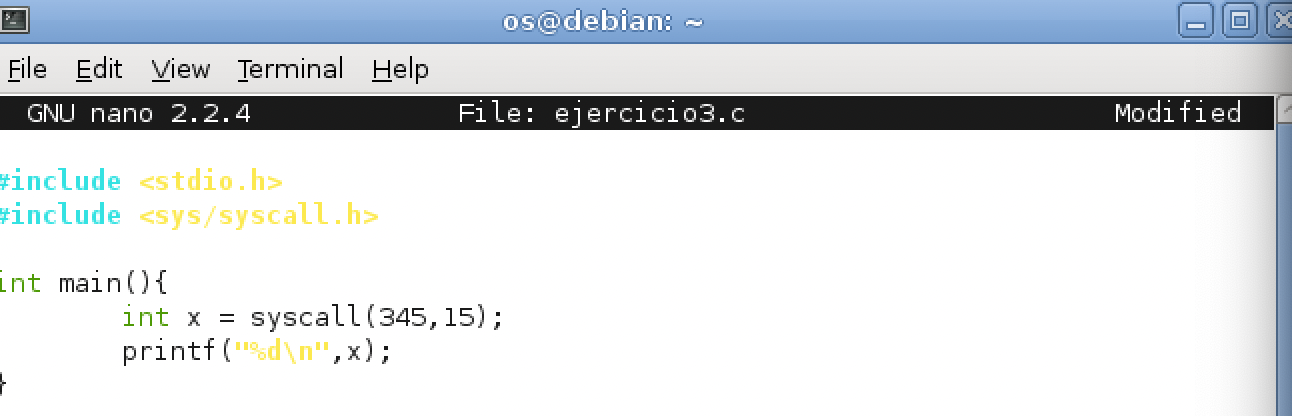 os@debian: ~
File Edit View Terminal Help
GNU nano 2.2.4 File: ejercicio3.c Modified
#include <stdio.h>
#include <sys/syscall.h>
int main(){
int x = syscall(345,15);
printf("%d\n",x);
}